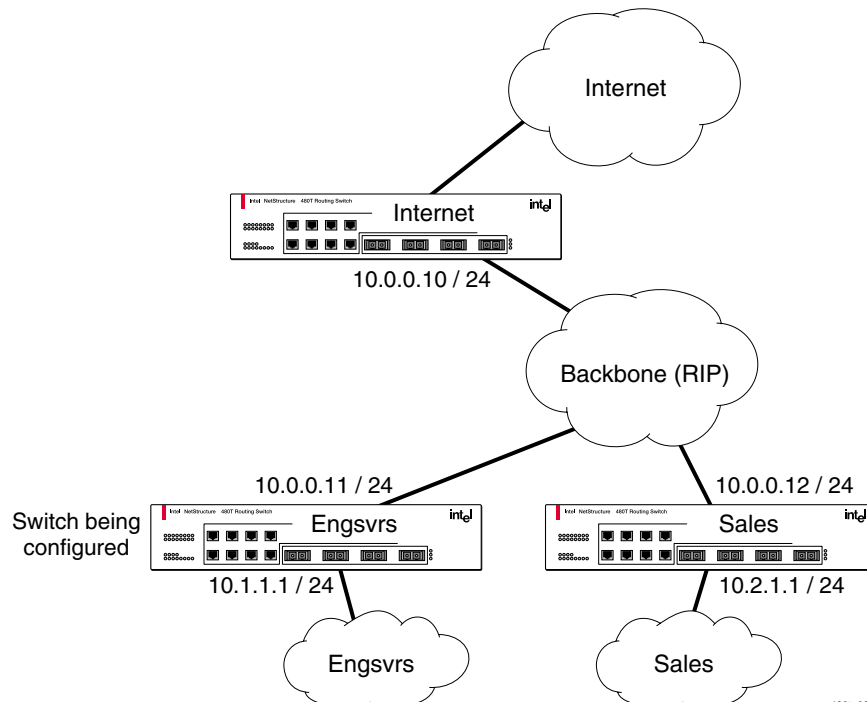 Internet
Intel NetStructure 480T Routing Switch
Internet
intel
10.0.0.10 / 24
Backbone (RIP)
10.0.0.11 / 24
10.0.0.12 / 24
Switch being
configured
Intel NetStructure 480T Routing Switch
Engsvrs
intel
Intel NetStructure 480T Routing Switch
Sales
intel
10.1.1.1 / 24
10.2.1.1 / 24
Engsvrs
Sales